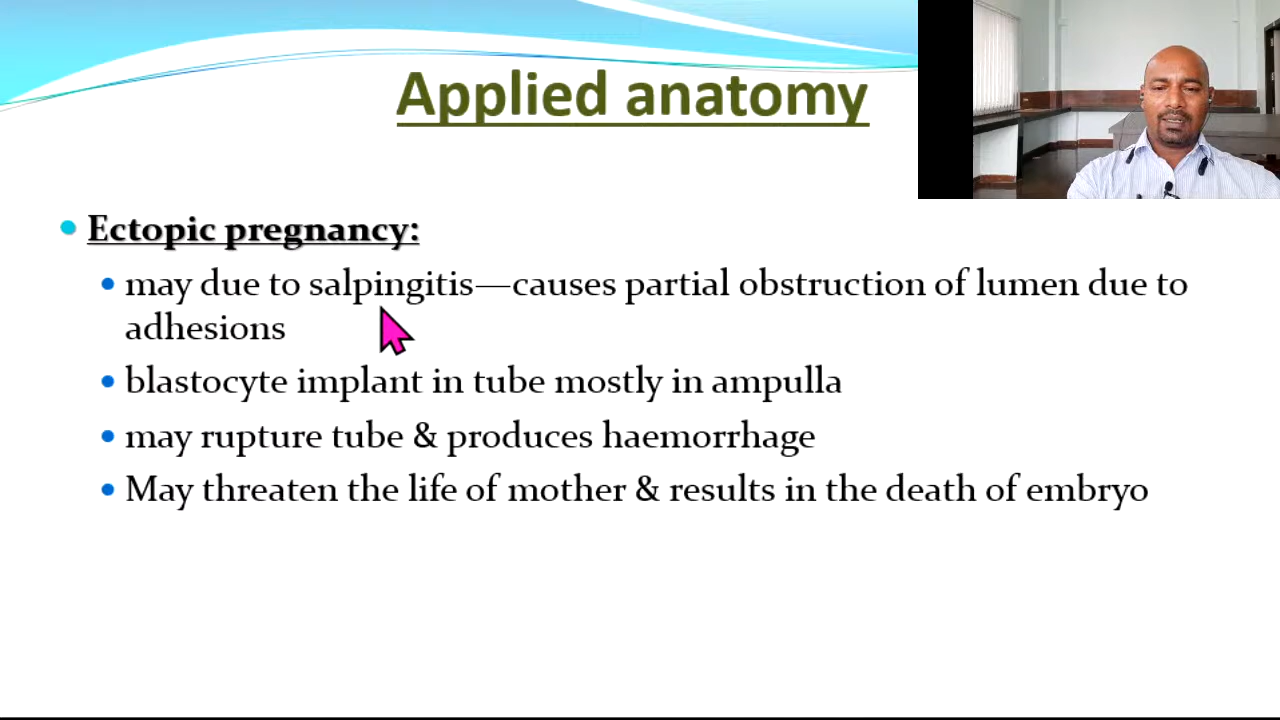 Applied anatomy
Ectopic pregnancy:
may due to salpingitis—causes partial obstruction of lumen due to
adhesions
blastocyte implant in tube mostly in ampulla
may rupture tube & produces haemorrhage
May threaten the life of mother & results in the death of embryo